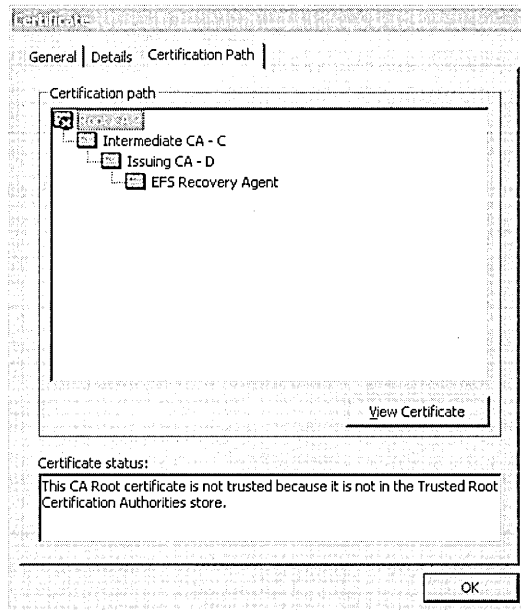 Certificate
General Details Certification Path
Certification path
Intermediate CA - C
Issuing CA - D
EFS Recovery Agent
View Certificate
Certificate status:
This CA Root certificate is not trusted because it is not in the Trusted Root
Certification Authorities store.
OK